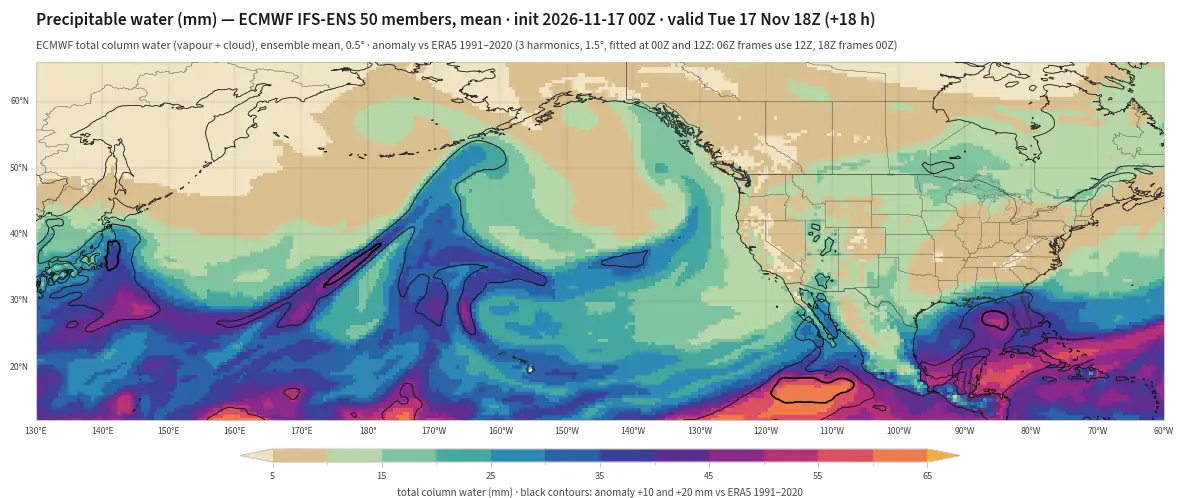 Precipitable water (mm) — ECMWF IFS-ENS 50 members, mean · init 2026-11-17 00Z · valid Tue 17 Nov 18Z (+18 h)
ECMWF total column water (vapour + cloud), ensemble mean, 0.5° · anomaly vs ERA5 1991–2020 (3 harmonics, 1.5°, fitted at 00Z and 12Z: 06Z frames use 12Z, 18Z frames 00Z)
60°N
50°N
40°N
30°N
20°N
130°E 140°E 150°E 160°E 170°E 180° 170°W 160°W 150°W 140°W 130°W 120°W 110°W 100°W 90°W 80°W 70°W 60°W
5 15 25 35 45 55 65
total column water (mm) · black contours: anomaly +10 and +20 mm vs ERA5 1991–2020